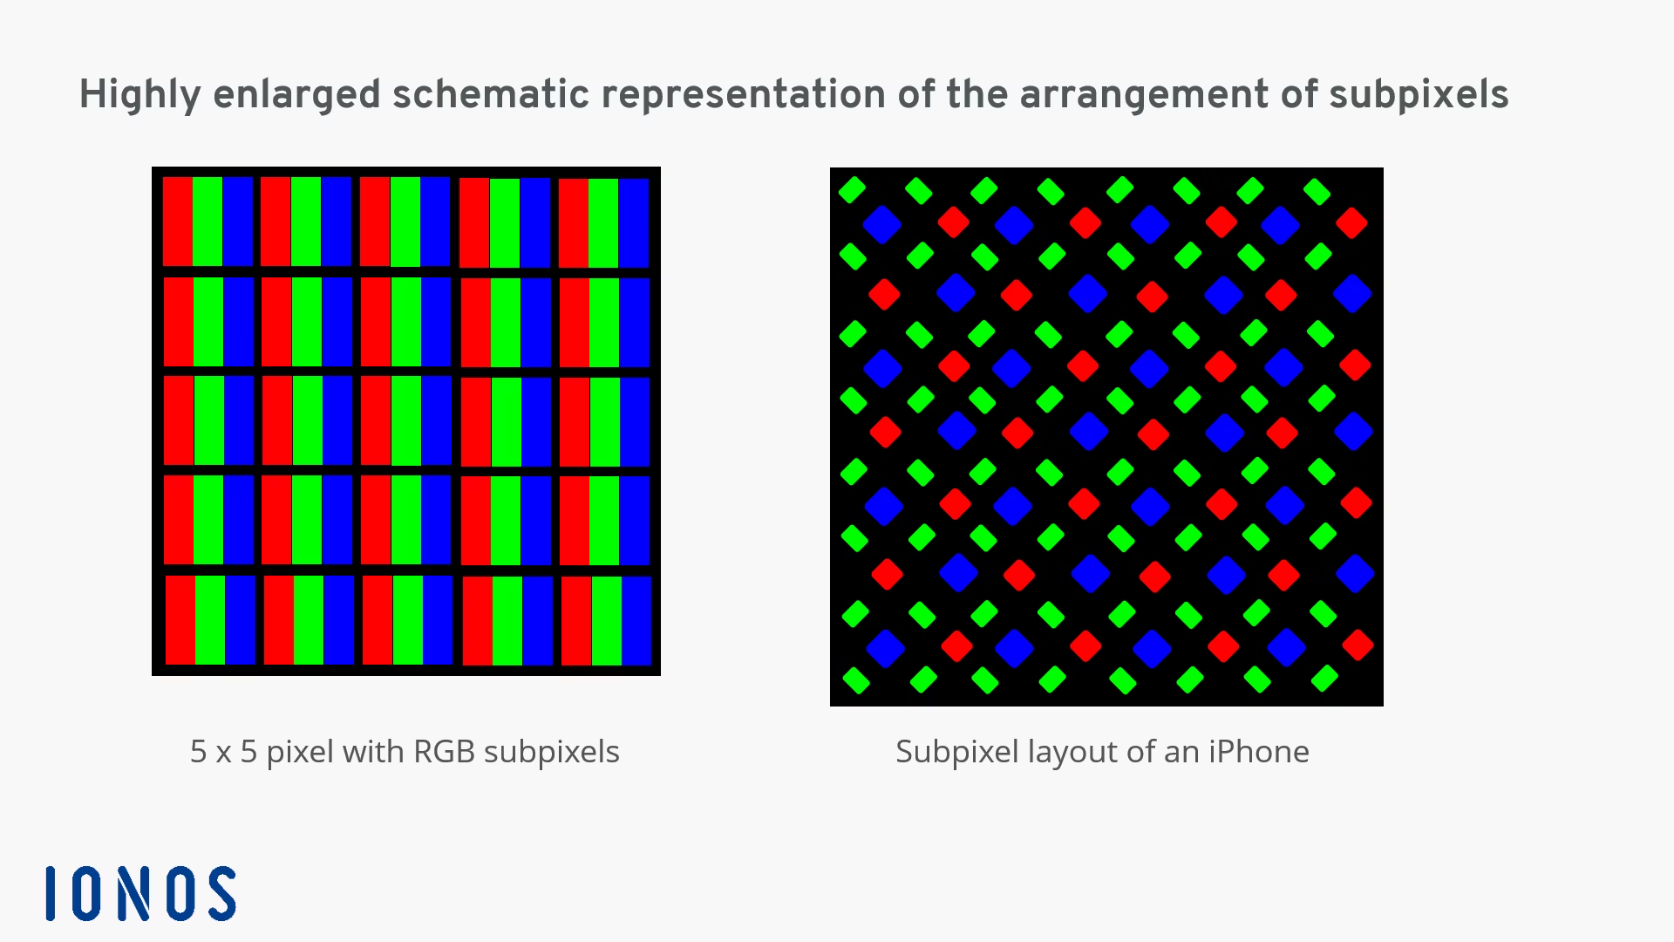 Highly enlarged schematic representation of the arrangement of subpixels
5 x 5 pixel with RGB subpixels
Subpixel layout of an iPhone
IONOS